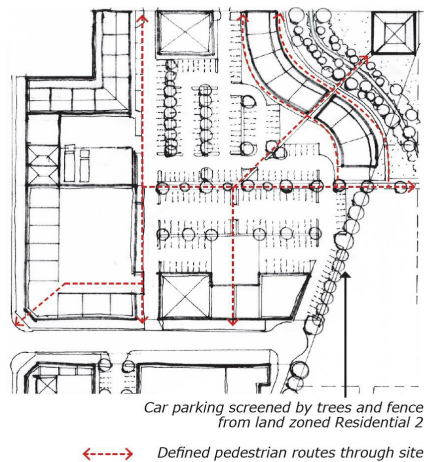 Car parking screened by trees and fence
from land zoned Residential 2
Defined pedestrian routes through site